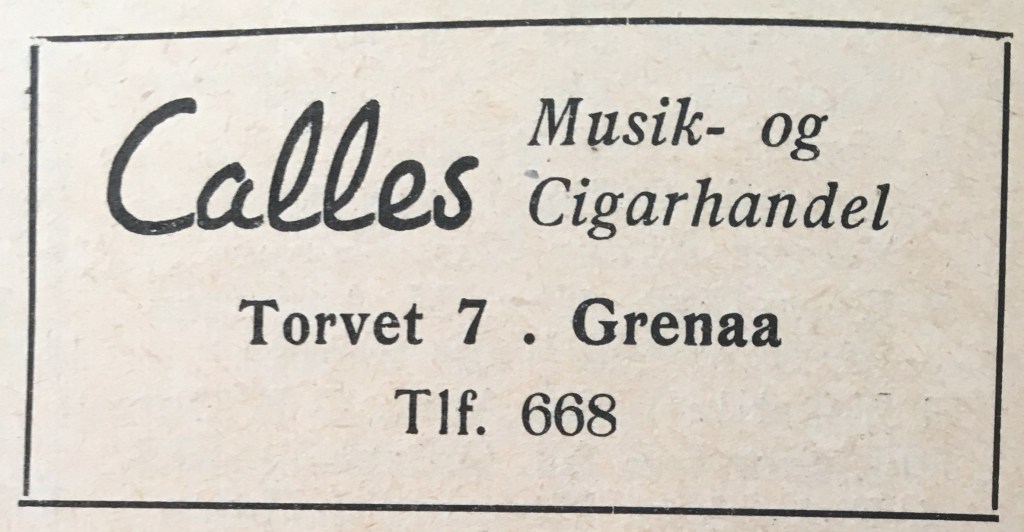 Calles
Musik- og
Cigarhandel
Torvet 7 . Grenaa
Tlf. 668